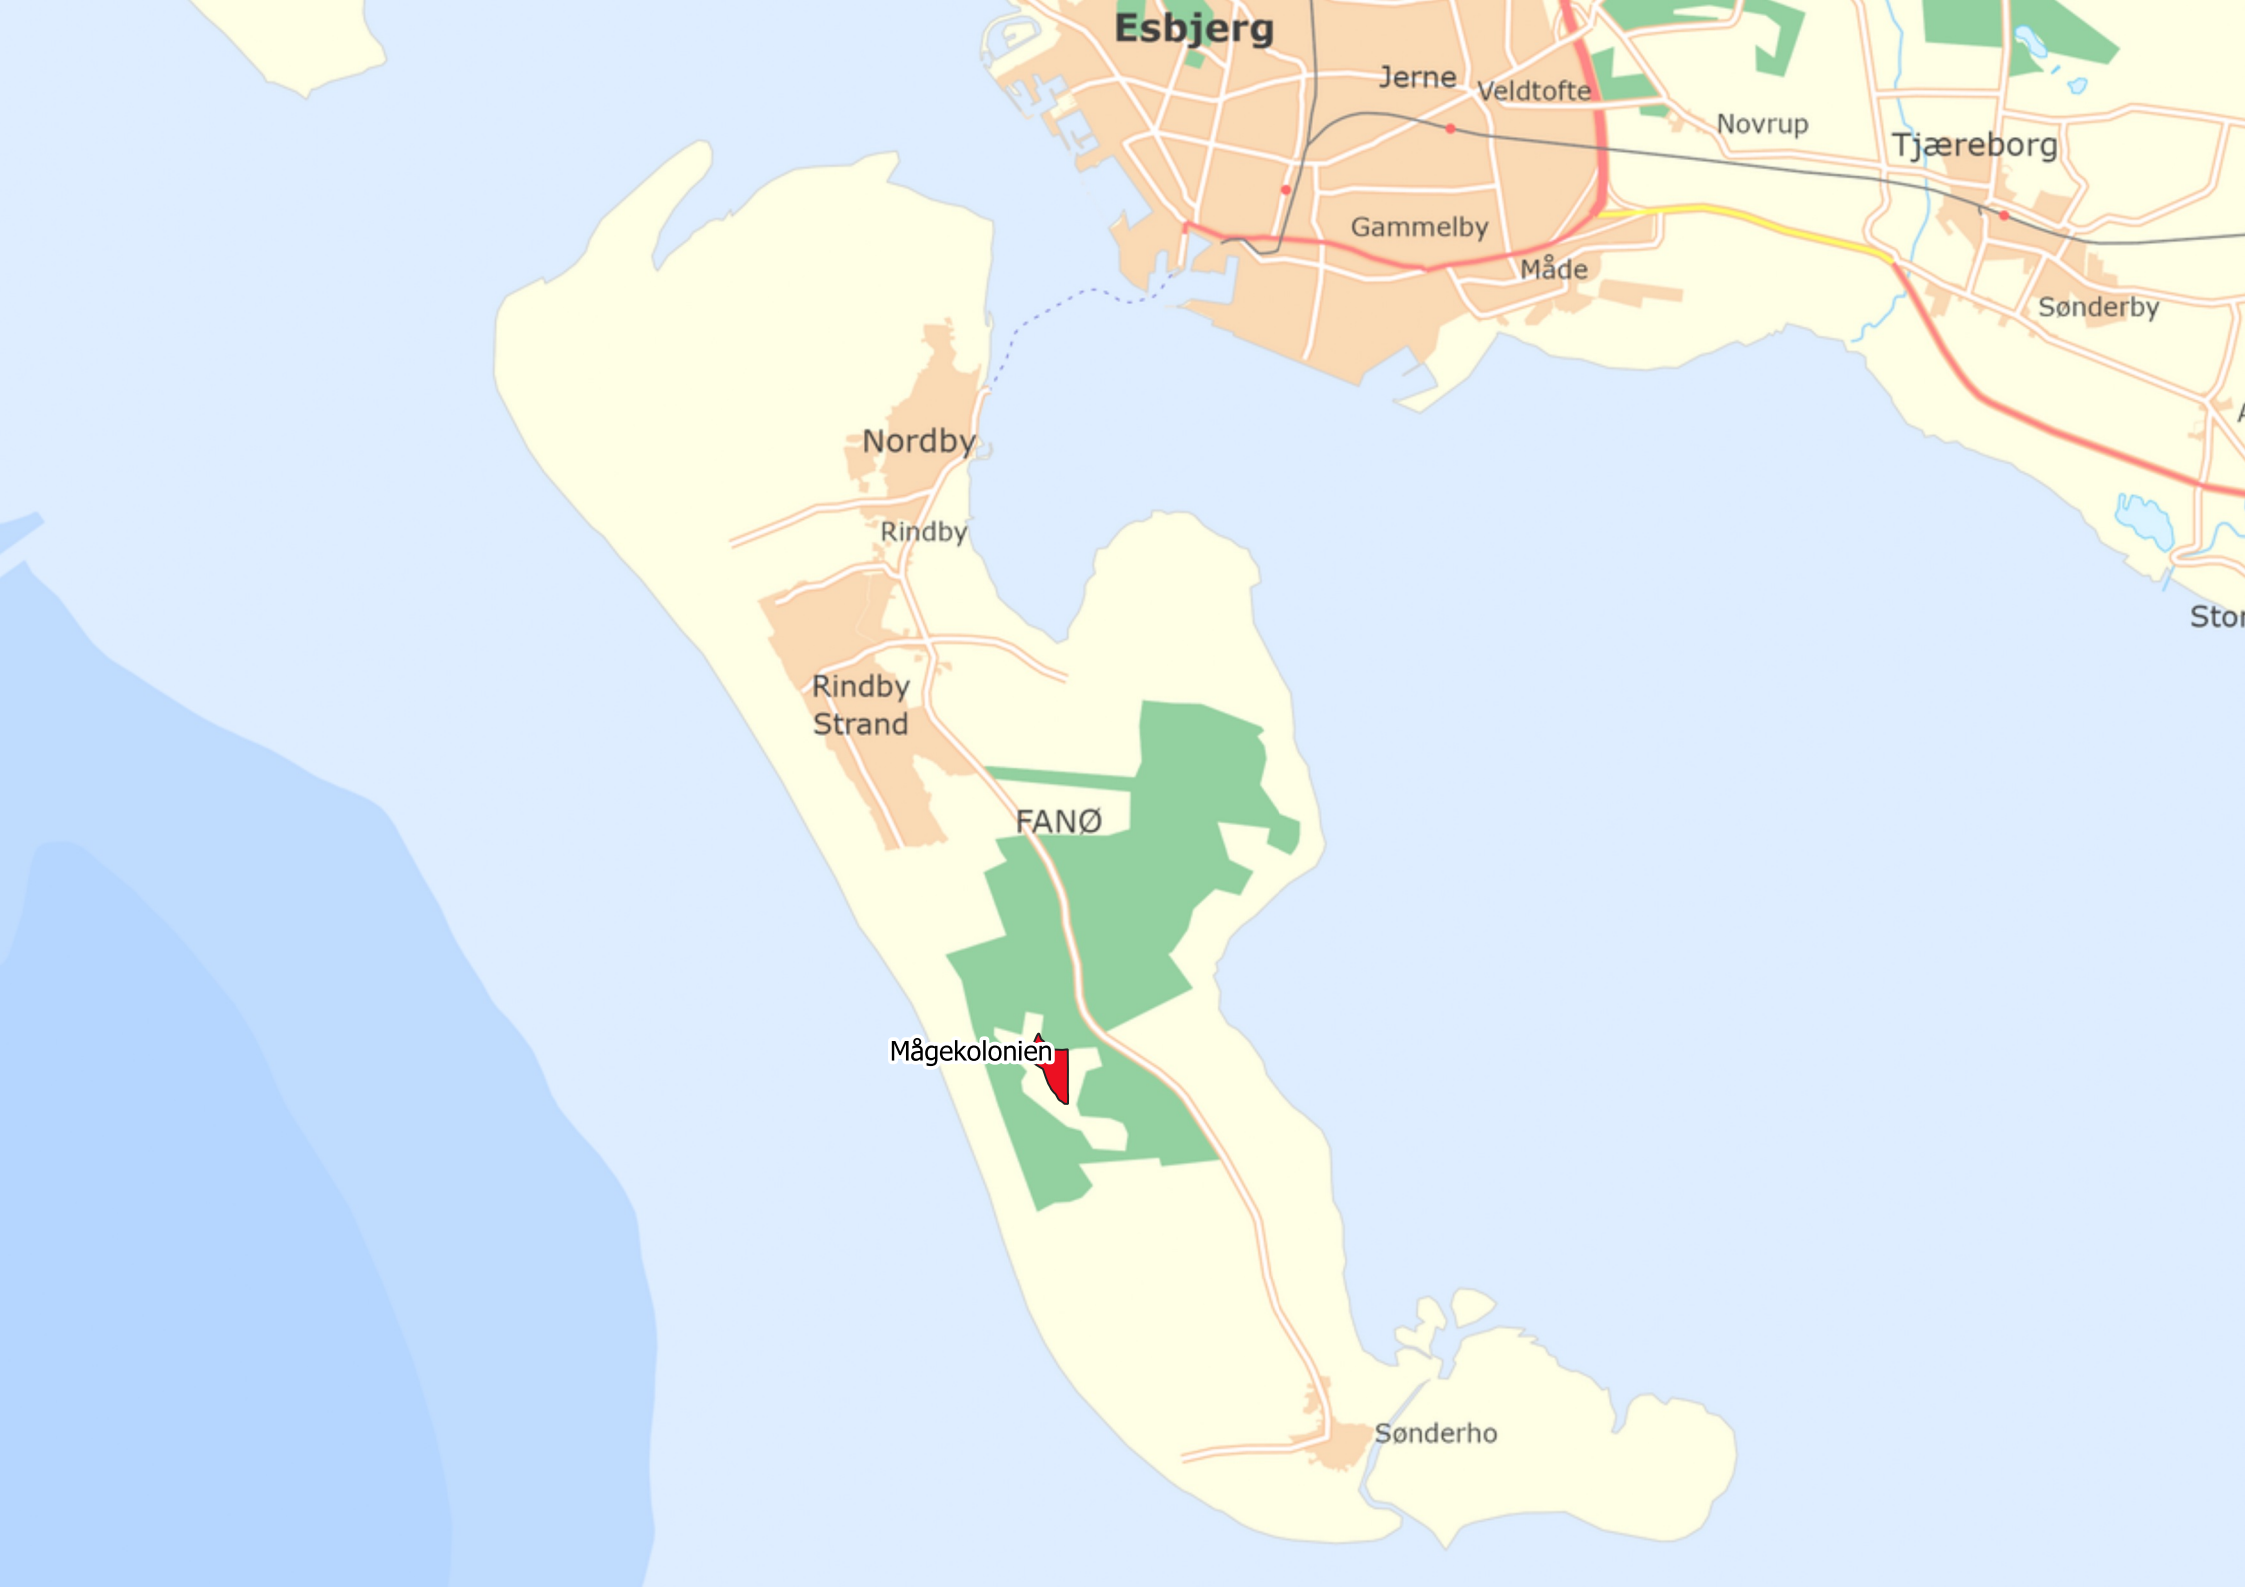 Esbjerg
Jerne
Veldtofte
Novrup
Tjæreborg
Gammelby
Måde
Sønderby
Nordby
Rindby
Rindby
Strand
FANØ
Mågekolonien
Sønderho